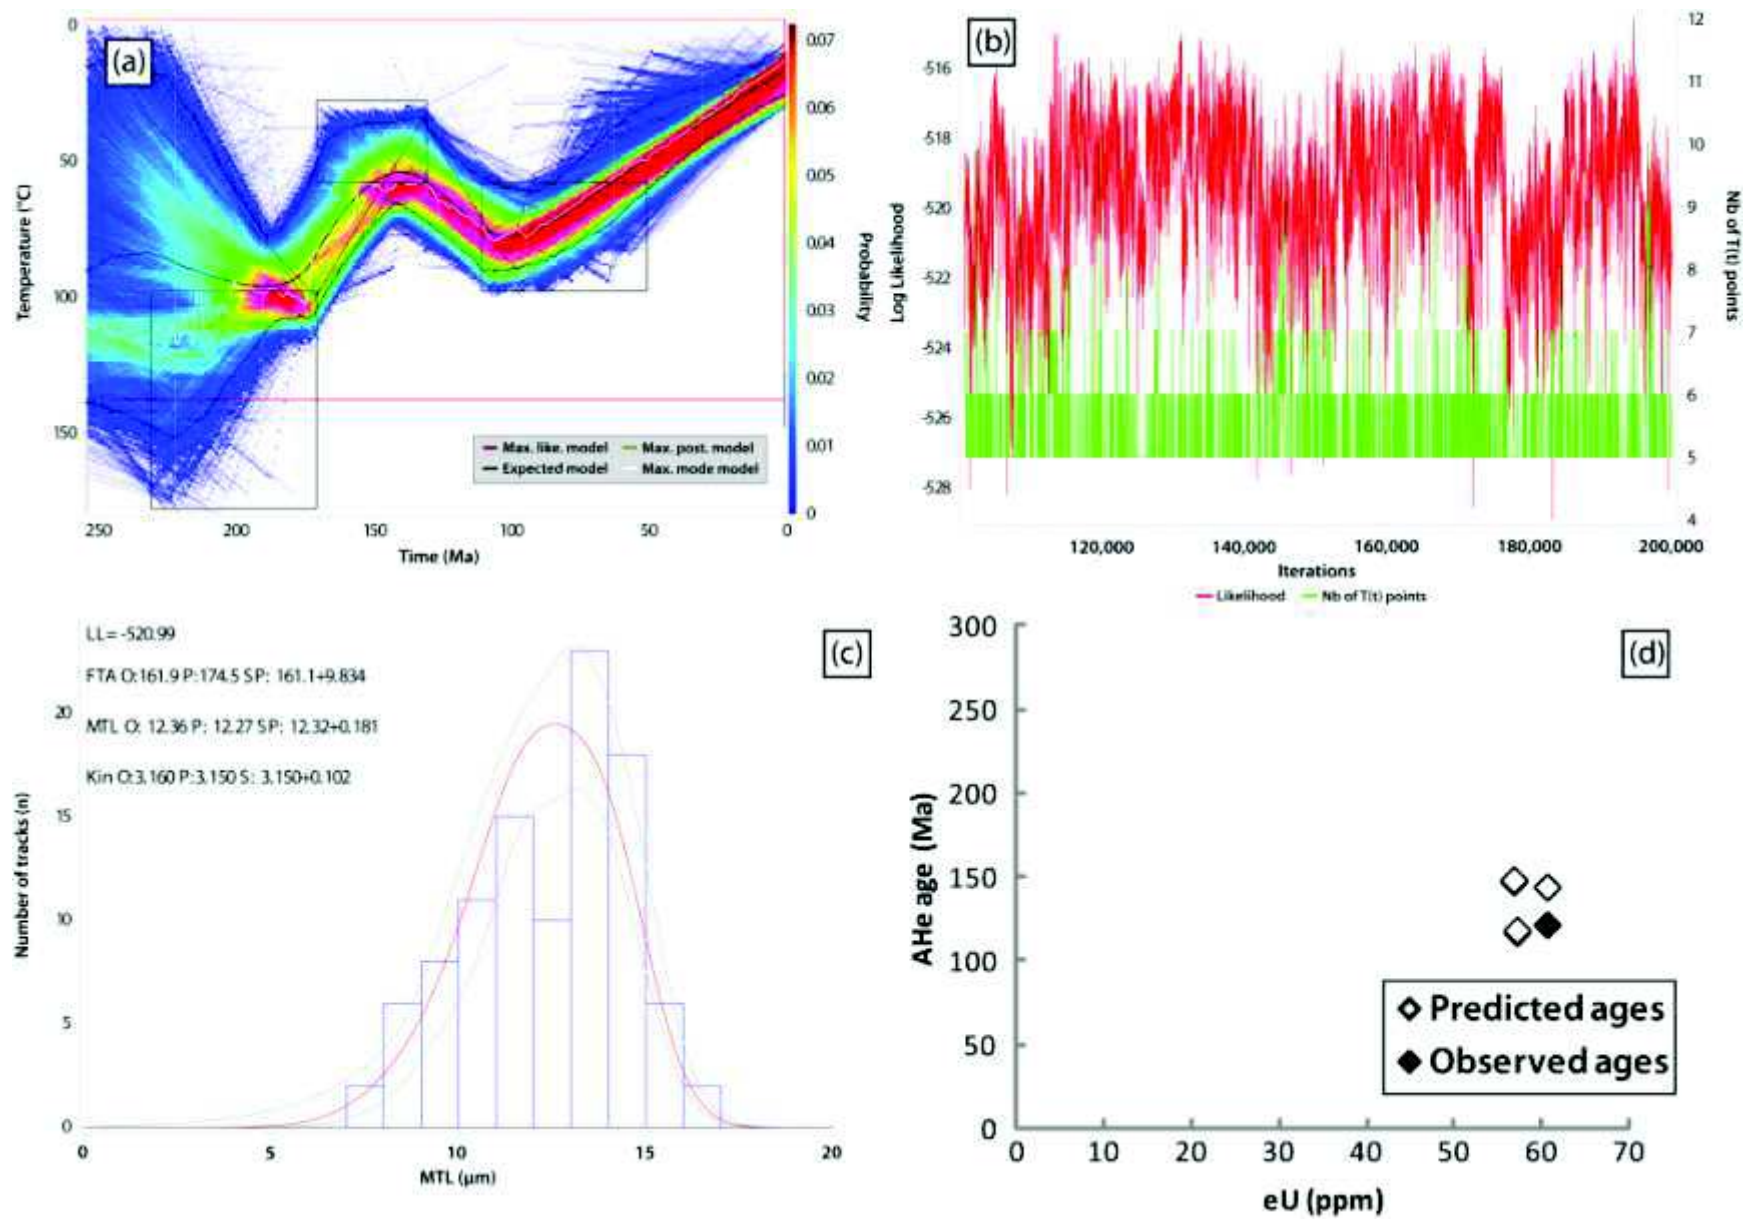 (a)
0
50
100
150
Temperature (°C)
250
200
150
100
50
0
Time (Ma)
Max. like. model
Max. post. model
Expected model
Max. mode model
0.07
0.06
0.05
0.04
0.03
0.02
0.01
0
Probability
(b)
-516
-518
-520
-522
-524
-526
-528
Log Likelihood
12
11
10
9
8
7
6
5
4
Nb of T(t) points
120,000
140,000
160,000
180,000
200,000
Iterations
Likelihood
Nb of T(t) points
(c)
LL= -520.99
FTA O:161.9 P:174.5 SP: 161.1+9.834
MTL O: 12.36 P: 12.27 SP: 12.32+0.181
Kin O:3.160 P:3.150 S: 3.150+0.102
20
15
10
5
0
Number of tracks (n)
0
5
10
15
20
MTL (μm)
(d)
300
250
200
150
100
50
0
AHe age (Ma)
Predicted ages
Observed ages
0
10
20
30
40
50
60
70
eU (ppm)